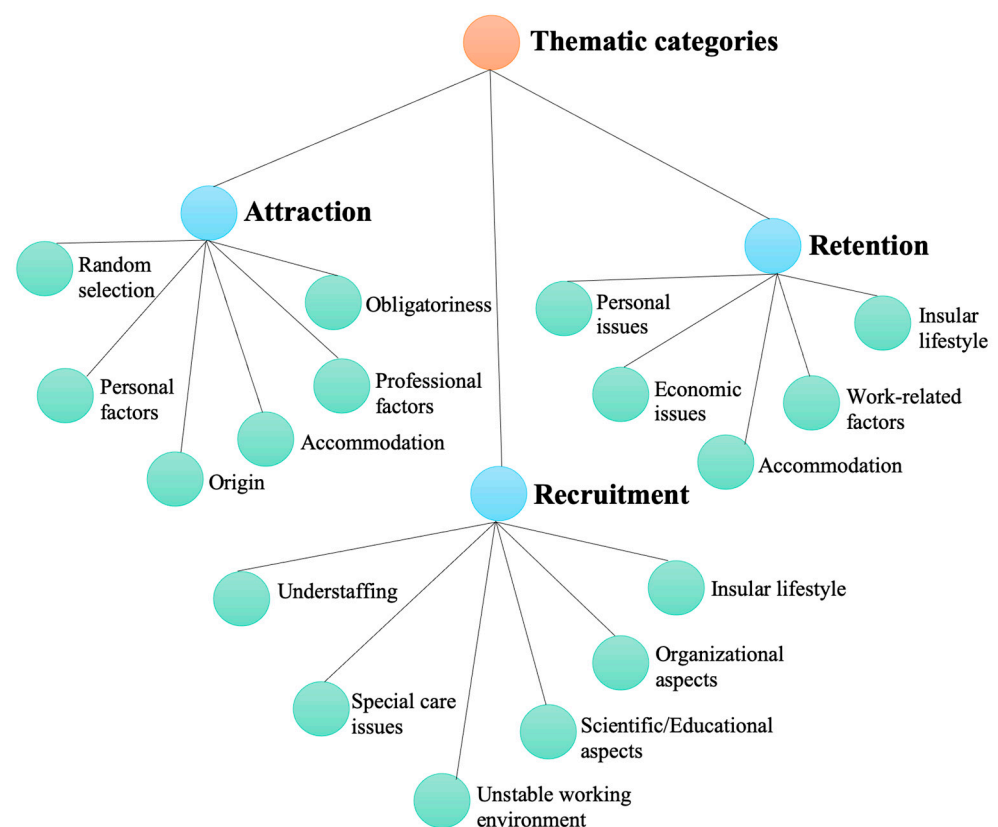 Thematic categories
Attraction
Random
selection
Personal
factors
Origin
Accommodation
Professional
factors
Obligatoriness
Retention
Personal
issues
Economic
issues
Accommodation
Work-related
factors
Insular
lifestyle
Recruitment
Understaffing
Special care
issues
Unstable working
environment
Scientific/Educational
aspects
Organizational
aspects
Insular lifestyle